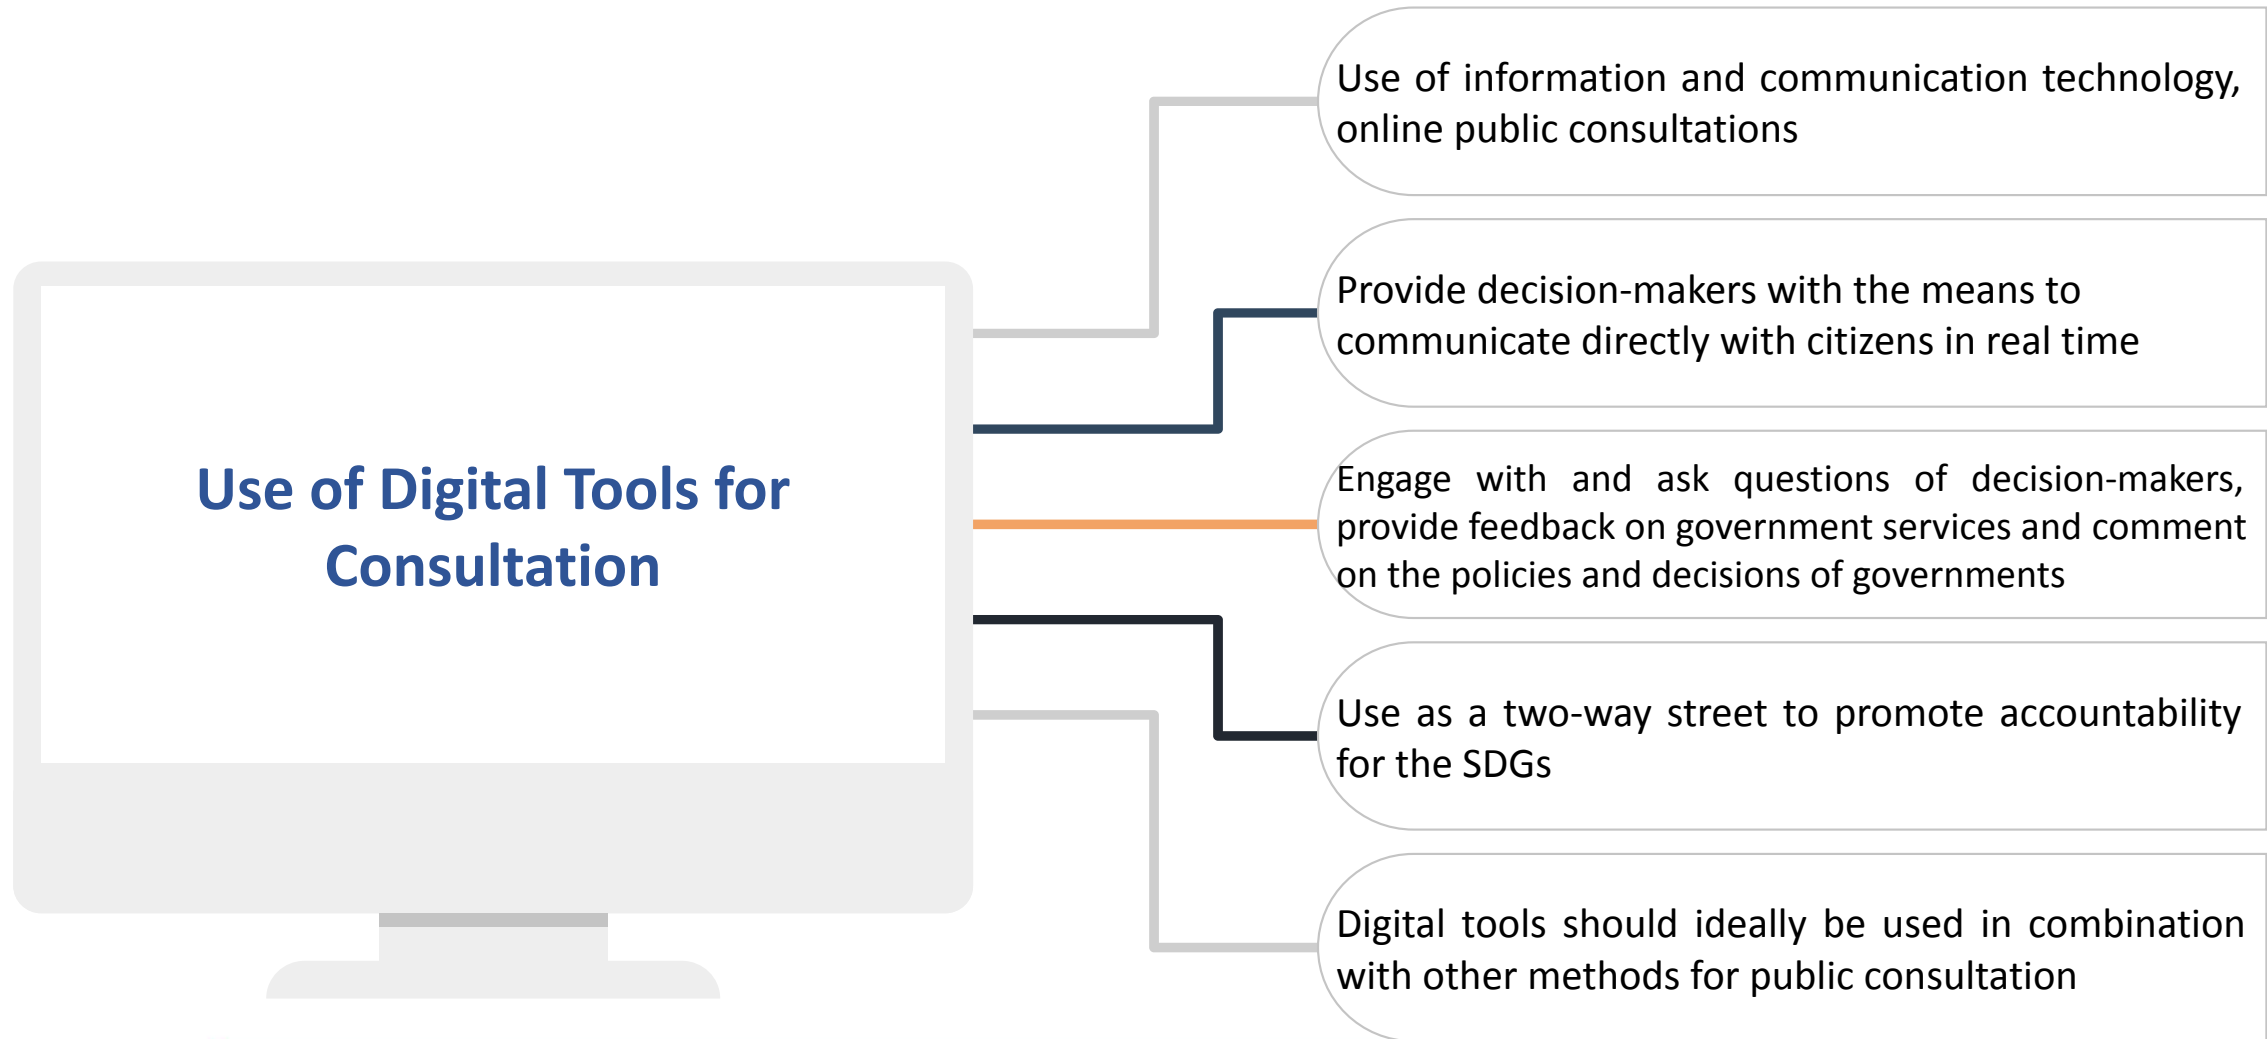 Use of Digital Tools for
Consultation
Use of information and communication technology,
online public consultations
Provide decision-makers with the means to
communicate directly with citizens in real time
Engage with and ask questions of decision-makers,
provide feedback on government services and comment
on the policies and decisions of governments
Use as a two-way street to promote accountability
for the SDGs
Digital tools should ideally be used in combination
with other methods for public consultation